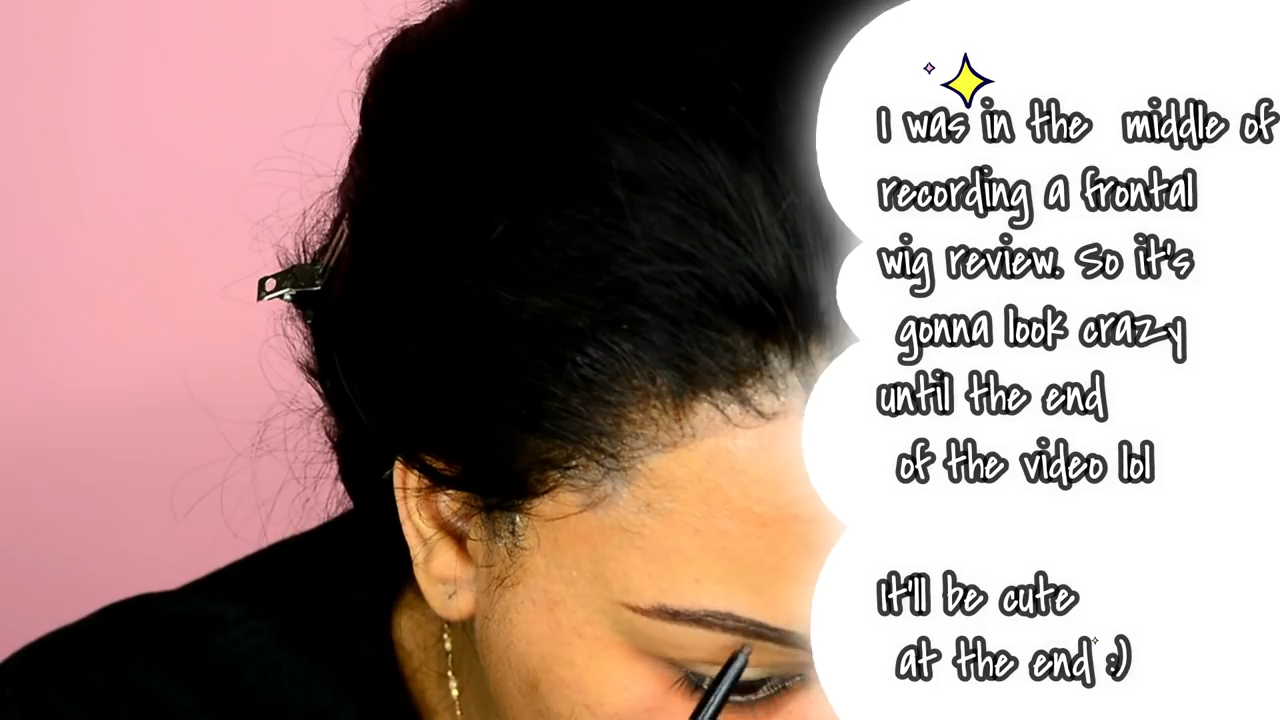 I was in the middle of
recording a frontal
wig review. So it's
gonna look crazy
until the end
of the video lol
It'll be cute
at the end :)